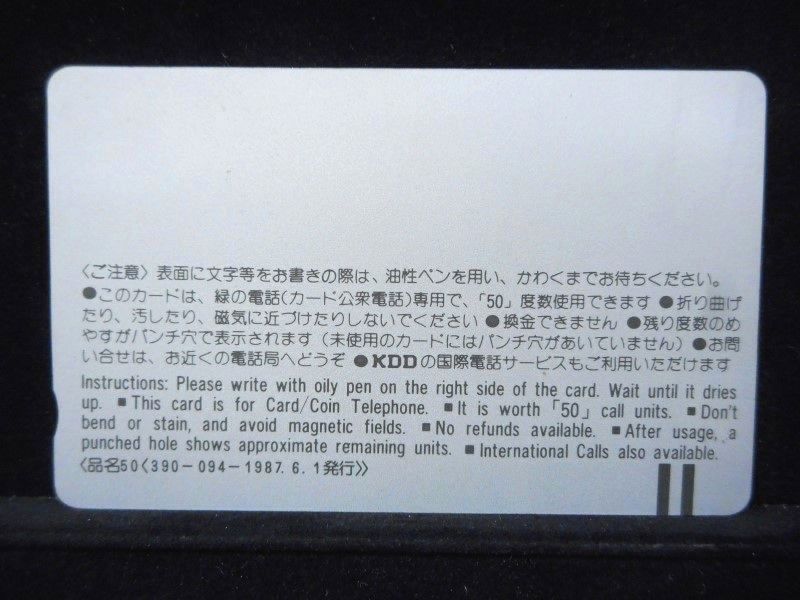 〈ご注意〉表面に文字等をお書きの際は、油性ペンを用い、かわくまでお待ちください。
●このカードは、緑の電話(カード公衆電話)専用で、「50」度数使用できます ●折り曲げ
たり、汚したり、磁気に近づけたりしないでください ●換金できません ●残り度数のめ
やすがパンチ穴で表示されます(未使用のカードにはパンチ穴があいていません) ●お問
い合せは、お近くの電話局へどうぞ ●KDDの国際電話サービスもご利用いただけます
Instructions: Please write with oily pen on the right side of the card. Wait until it dries
up. ■This card is for Card/Coin Telephone. ■It is worth「50」call units. ■Don't
bend or stain, and avoid magnetic fields. ■No refunds available. ■After usage, a
punched hole shows approximate remaining units. ■International Calls also available.
〈品名50〈390-094-1987.6.1発行〉〉